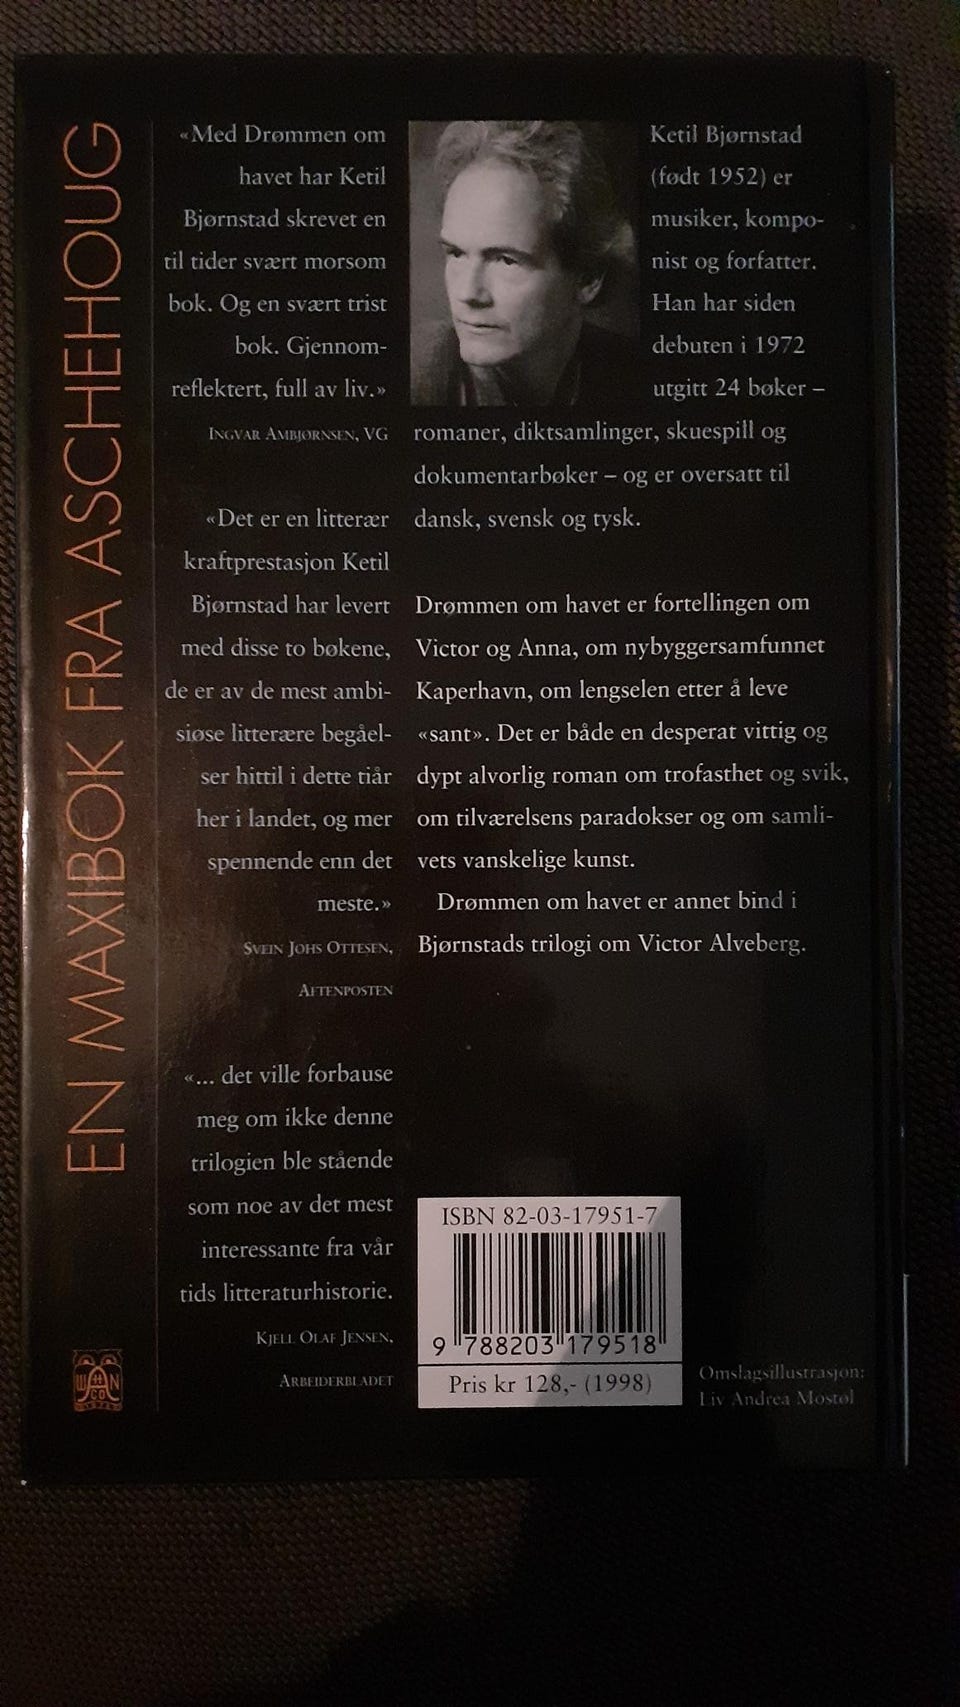 EN MAXIBOK FRA ASCHEHOUG
«Med Drømmen om
havet har Ketil
Bjørnstad skrevet en
til tider svært morsom
bok. Og en svært trist
bok. Gjennom-
reflektert, full av liv.»
INGVAR AMBJØRNSEN, VG
«Det er en litterær
kraftprestasjon Ketil
Bjørnstad har levert
med disse to bøkene,
de er av de mest ambi-
siøse litterære begåel-
ser hittil i dette tiår
her i landet, og mer
spennende enn det
meste.»
SVEIN JOHS OTTESEN,
AFTENPOSTEN
«... det ville forbause
meg om ikke denne
trilogien ble stående
som noe av det mest
interessante fra vår
tids litteraturhistorie.
KJELL OLAF JENSEN,
ARBEIDERBLADET
Ketil Bjørnstad
(født 1952) er
musiker, kompo-
nist og forfatter.
Han har siden
debuten i 1972
utgitt 24 bøker –
romaner, diktsamlinger, skuespill og
dokumentarbøker – og er oversatt til
dansk, svensk og tysk.
Drømmen om havet er fortellingen om
Victor og Anna, om nybyggersamfunnet
Kaperhavn, om lengselen etter å leve
«sant». Det er både en desperat vittig og
dypt alvorlig roman om trofasthet og svik,
om tilværelsens paradokser og om samli-
vets vanskelige kunst.
Drømmen om havet er annet bind i
Bjørnstads trilogi om Victor Alveberg.
ISBN 82-03-17951-7
9 788203 179518
Pris kr 128,- (1998)
Omslagsillustrasjon:
Liv Andrea Mostøl